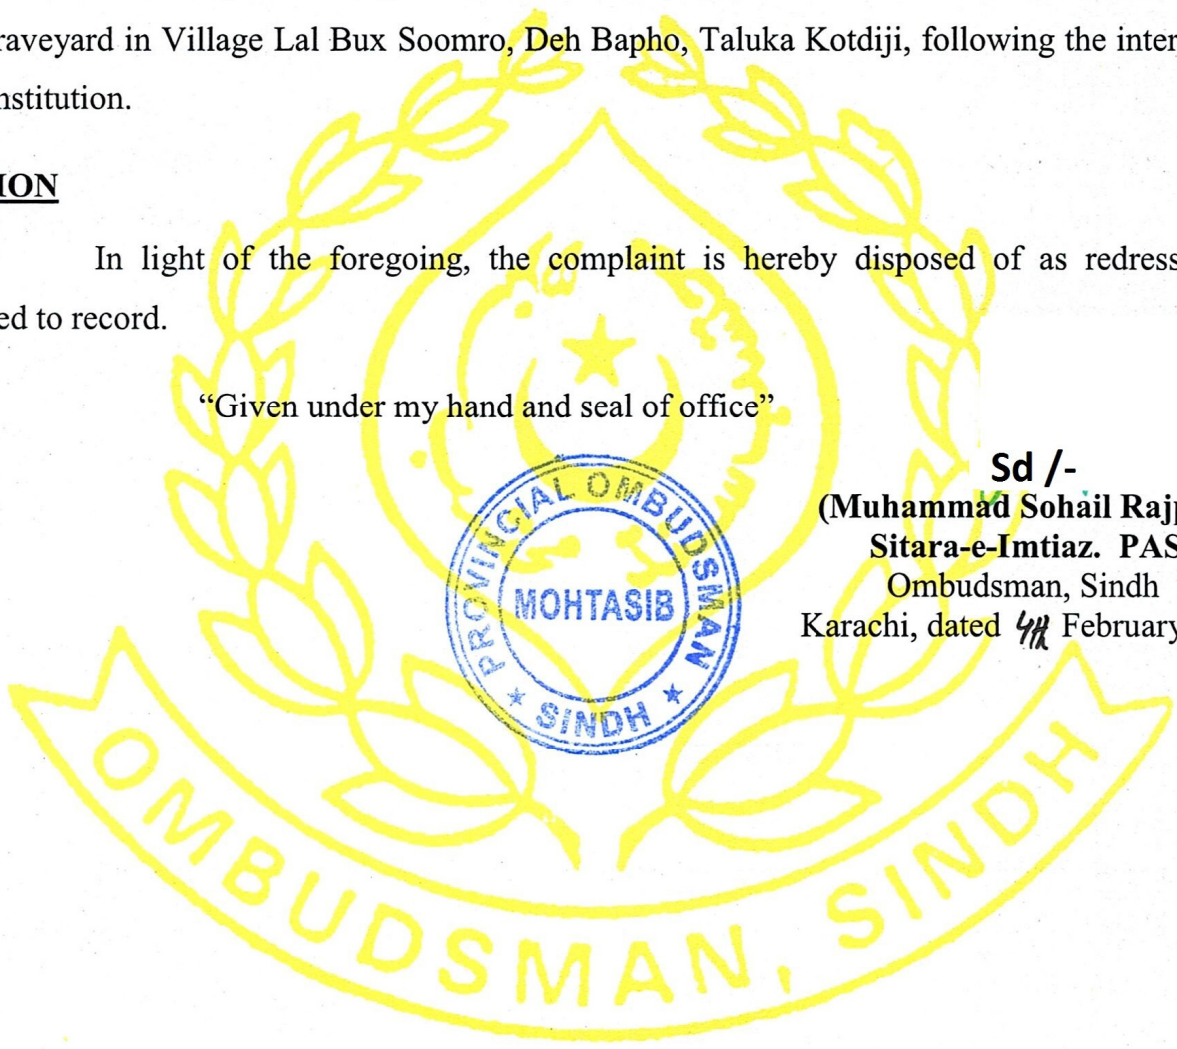 raveyard in Village Lal Bux Soomro, Deh Bapho, Taluka Kotdiji, following the inter
nstitution.
ION
In light of the foregoing, the complaint is hereby disposed of as redress
ed to record.
“Given under my hand and seal of office”
Sd /-
(Muhammad Sohail Rajp
Sitara-e-Imtiaz. PAS
Ombudsman, Sindh
Karachi, dated 4th February
PROVINCIAL OMBUDSMAN
MOHTASIB
★ SINDH ★
OMBUDSMAN, SINDH